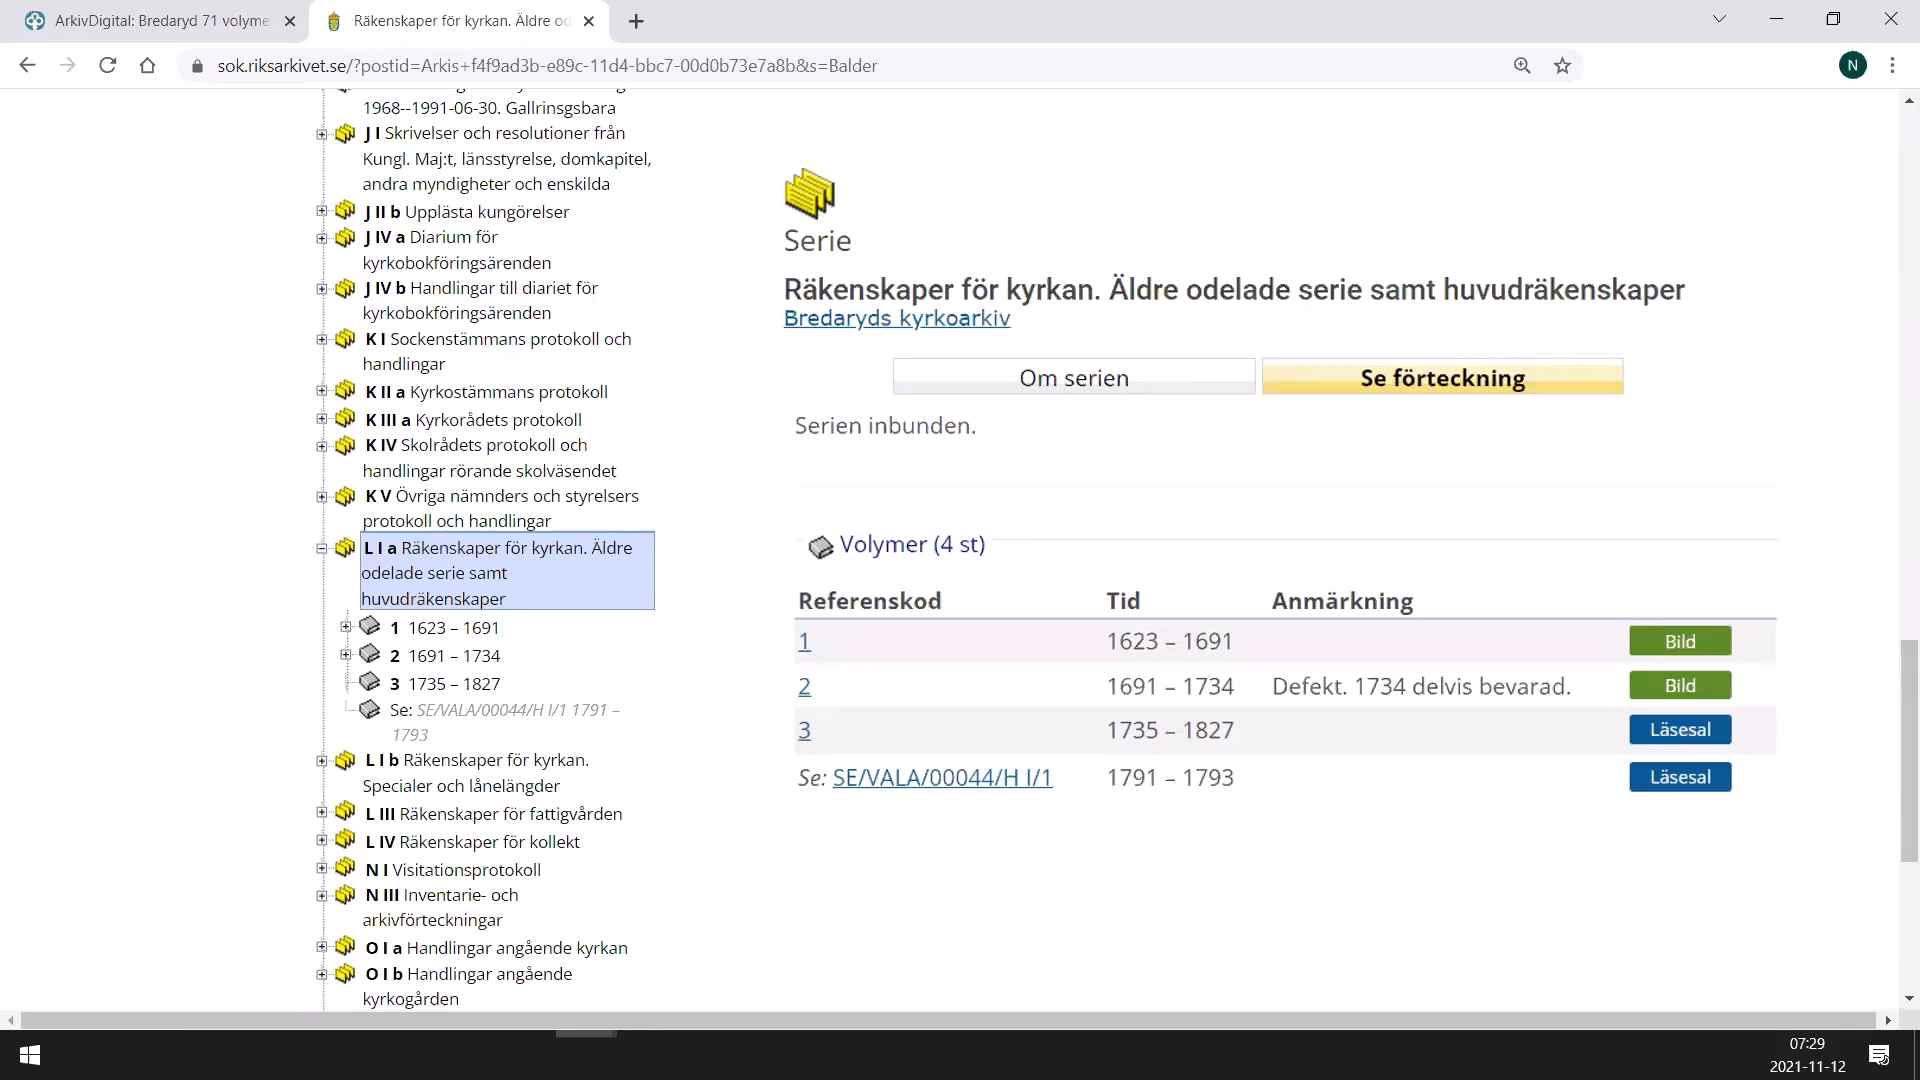 ArkivDigital: Bredaryd 71 volyme
Räkenskaper för kyrkan. Äldre od
sok.riksarkivet.se/?postid=Arkis+f4f9ad3b-e89c-11d4-bbc7-00d0b73e7a8b&s=Balder
N
1968--1991-06-30. Gallringsbara
J I Skrivelser och resolutioner från
Kungl. Maj:t, länsstyrelse, domkapitel,
andra myndigheter och enskilda
J II b Upplästa kungörelser
J IV a Diarium för
kyrkobokföringsärenden
J IV b Handlingar till diariet för
kyrkobokföringsärenden
K I Sockenstämmans protokoll och
handlingar
K II a Kyrkostämmans protokoll
K III a Kyrkorådets protokoll
K IV Skolrådets protokoll och
handlingar rörande skolväsendet
K V Övriga nämnders och styrelsers
protokoll och handlingar
L I a Räkenskaper för kyrkan. Äldre
odelade serie samt
huvudräkenskaper
1 1623 – 1691
2 1691 – 1734
3 1735 – 1827
Se: SE/VALA/00044/H I/1 1791 –
1793
L I b Räkenskaper för kyrkan.
Specialer och lånelängder
L III Räkenskaper för fattigvården
L IV Räkenskaper för kollekt
N I Visitationsprotokoll
N III Inventarie- och
arkivförteckningar
O I a Handlingar angående kyrkan
O I b Handlingar angående
kyrkogården
Serie
Räkenskaper för kyrkan. Äldre odelade serie samt huvudräkenskaper
Bredaryds kyrkoarkiv
Om serien Se förteckning
Serien inbunden.
Volymer (4 st)
Referenskod Tid Anmärkning
1 1623 – 1691 Bild
2 1691 – 1734 Defekt. 1734 delvis bevarad. Bild
3 1735 – 1827 Läsesal
Se: SE/VALA/00044/H I/1 1791 – 1793 Läsesal
07:29
2021-11-12